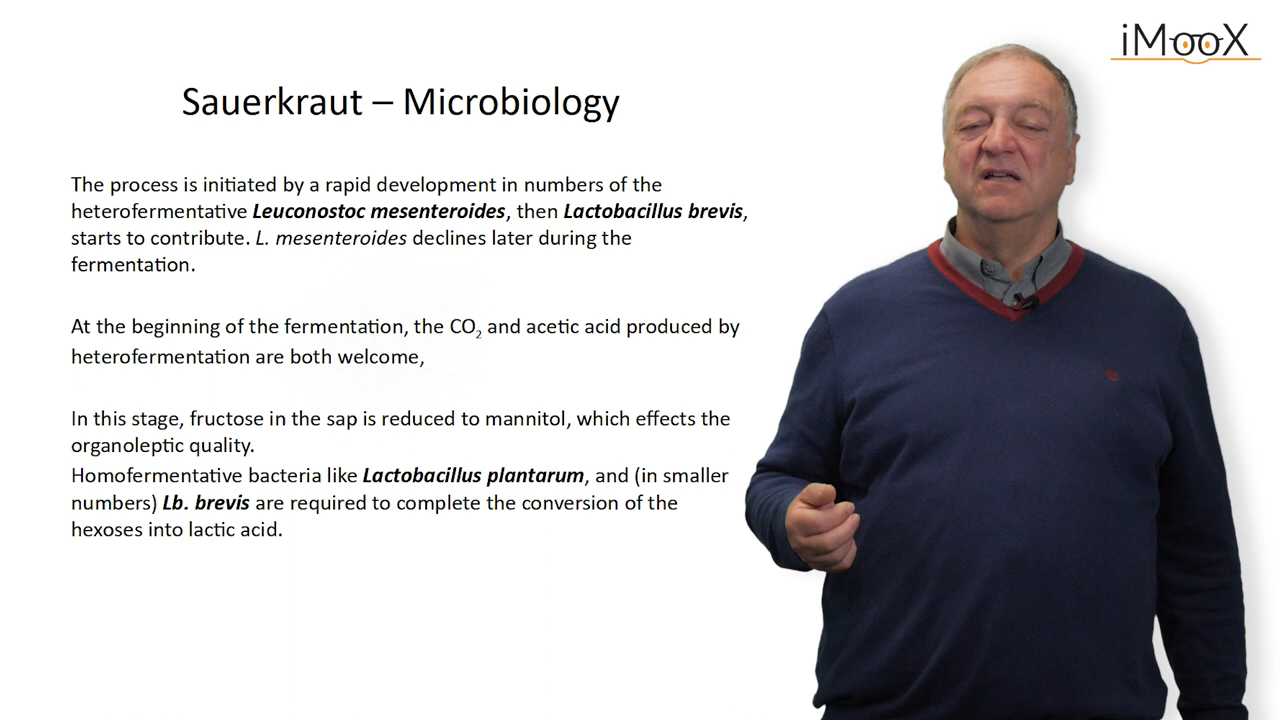 iMooX
Sauerkraut – Microbiology
The process is initiated by a rapid development in numbers of the
heterofermentative Leuconostoc mesenteroides, then Lactobacillus brevis,
starts to contribute. L. mesenteroides declines later during the
fermentation.
At the beginning of the fermentation, the CO₂ and acetic acid produced by
heterofermentation are both welcome,
In this stage, fructose in the sap is reduced to mannitol, which effects the
organoleptic quality.
Homofermentative bacteria like Lactobacillus plantarum, and (in smaller
numbers) Lb. brevis are required to complete the conversion of the
hexoses into lactic acid.